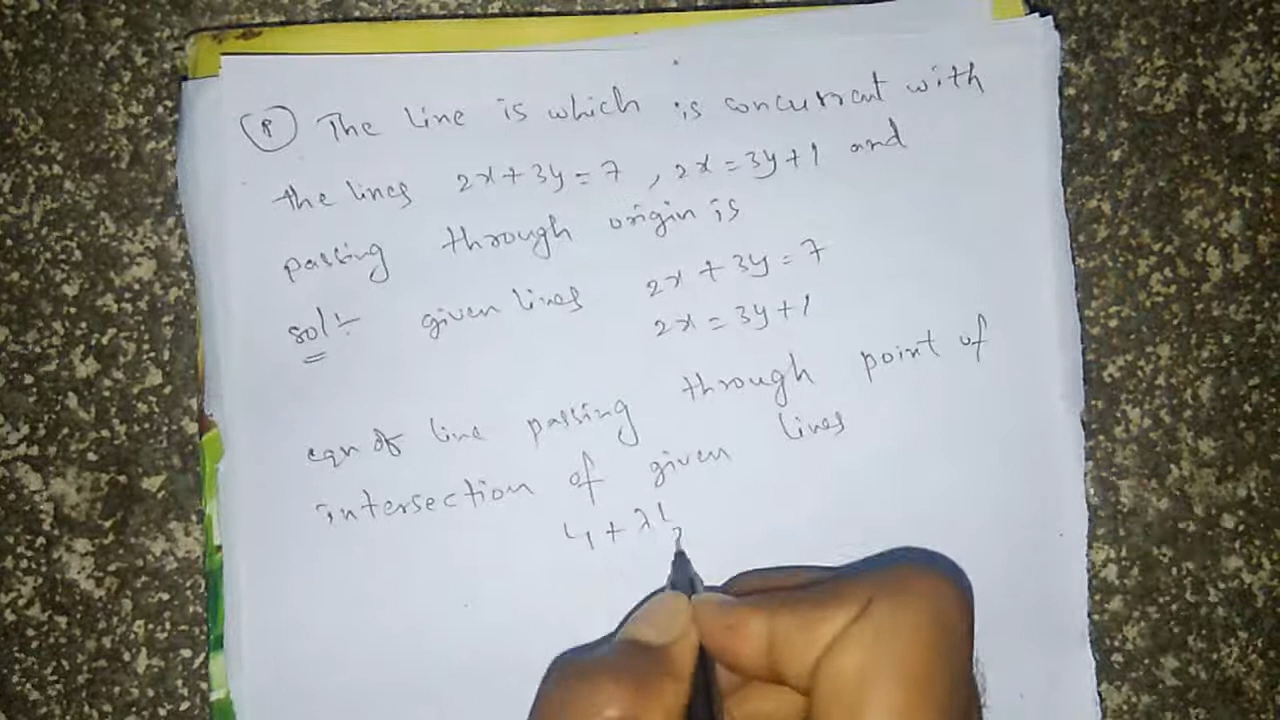 (P) The line is which is concurrent with
the lines 2x + 3y = 7 , 2x = 3y + 1 and
passing through origin is
sol:- given lines 2x + 3y = 7
2x = 3y + 1
eqn of line passing through point of
intersection of given lines
L1 + λL2